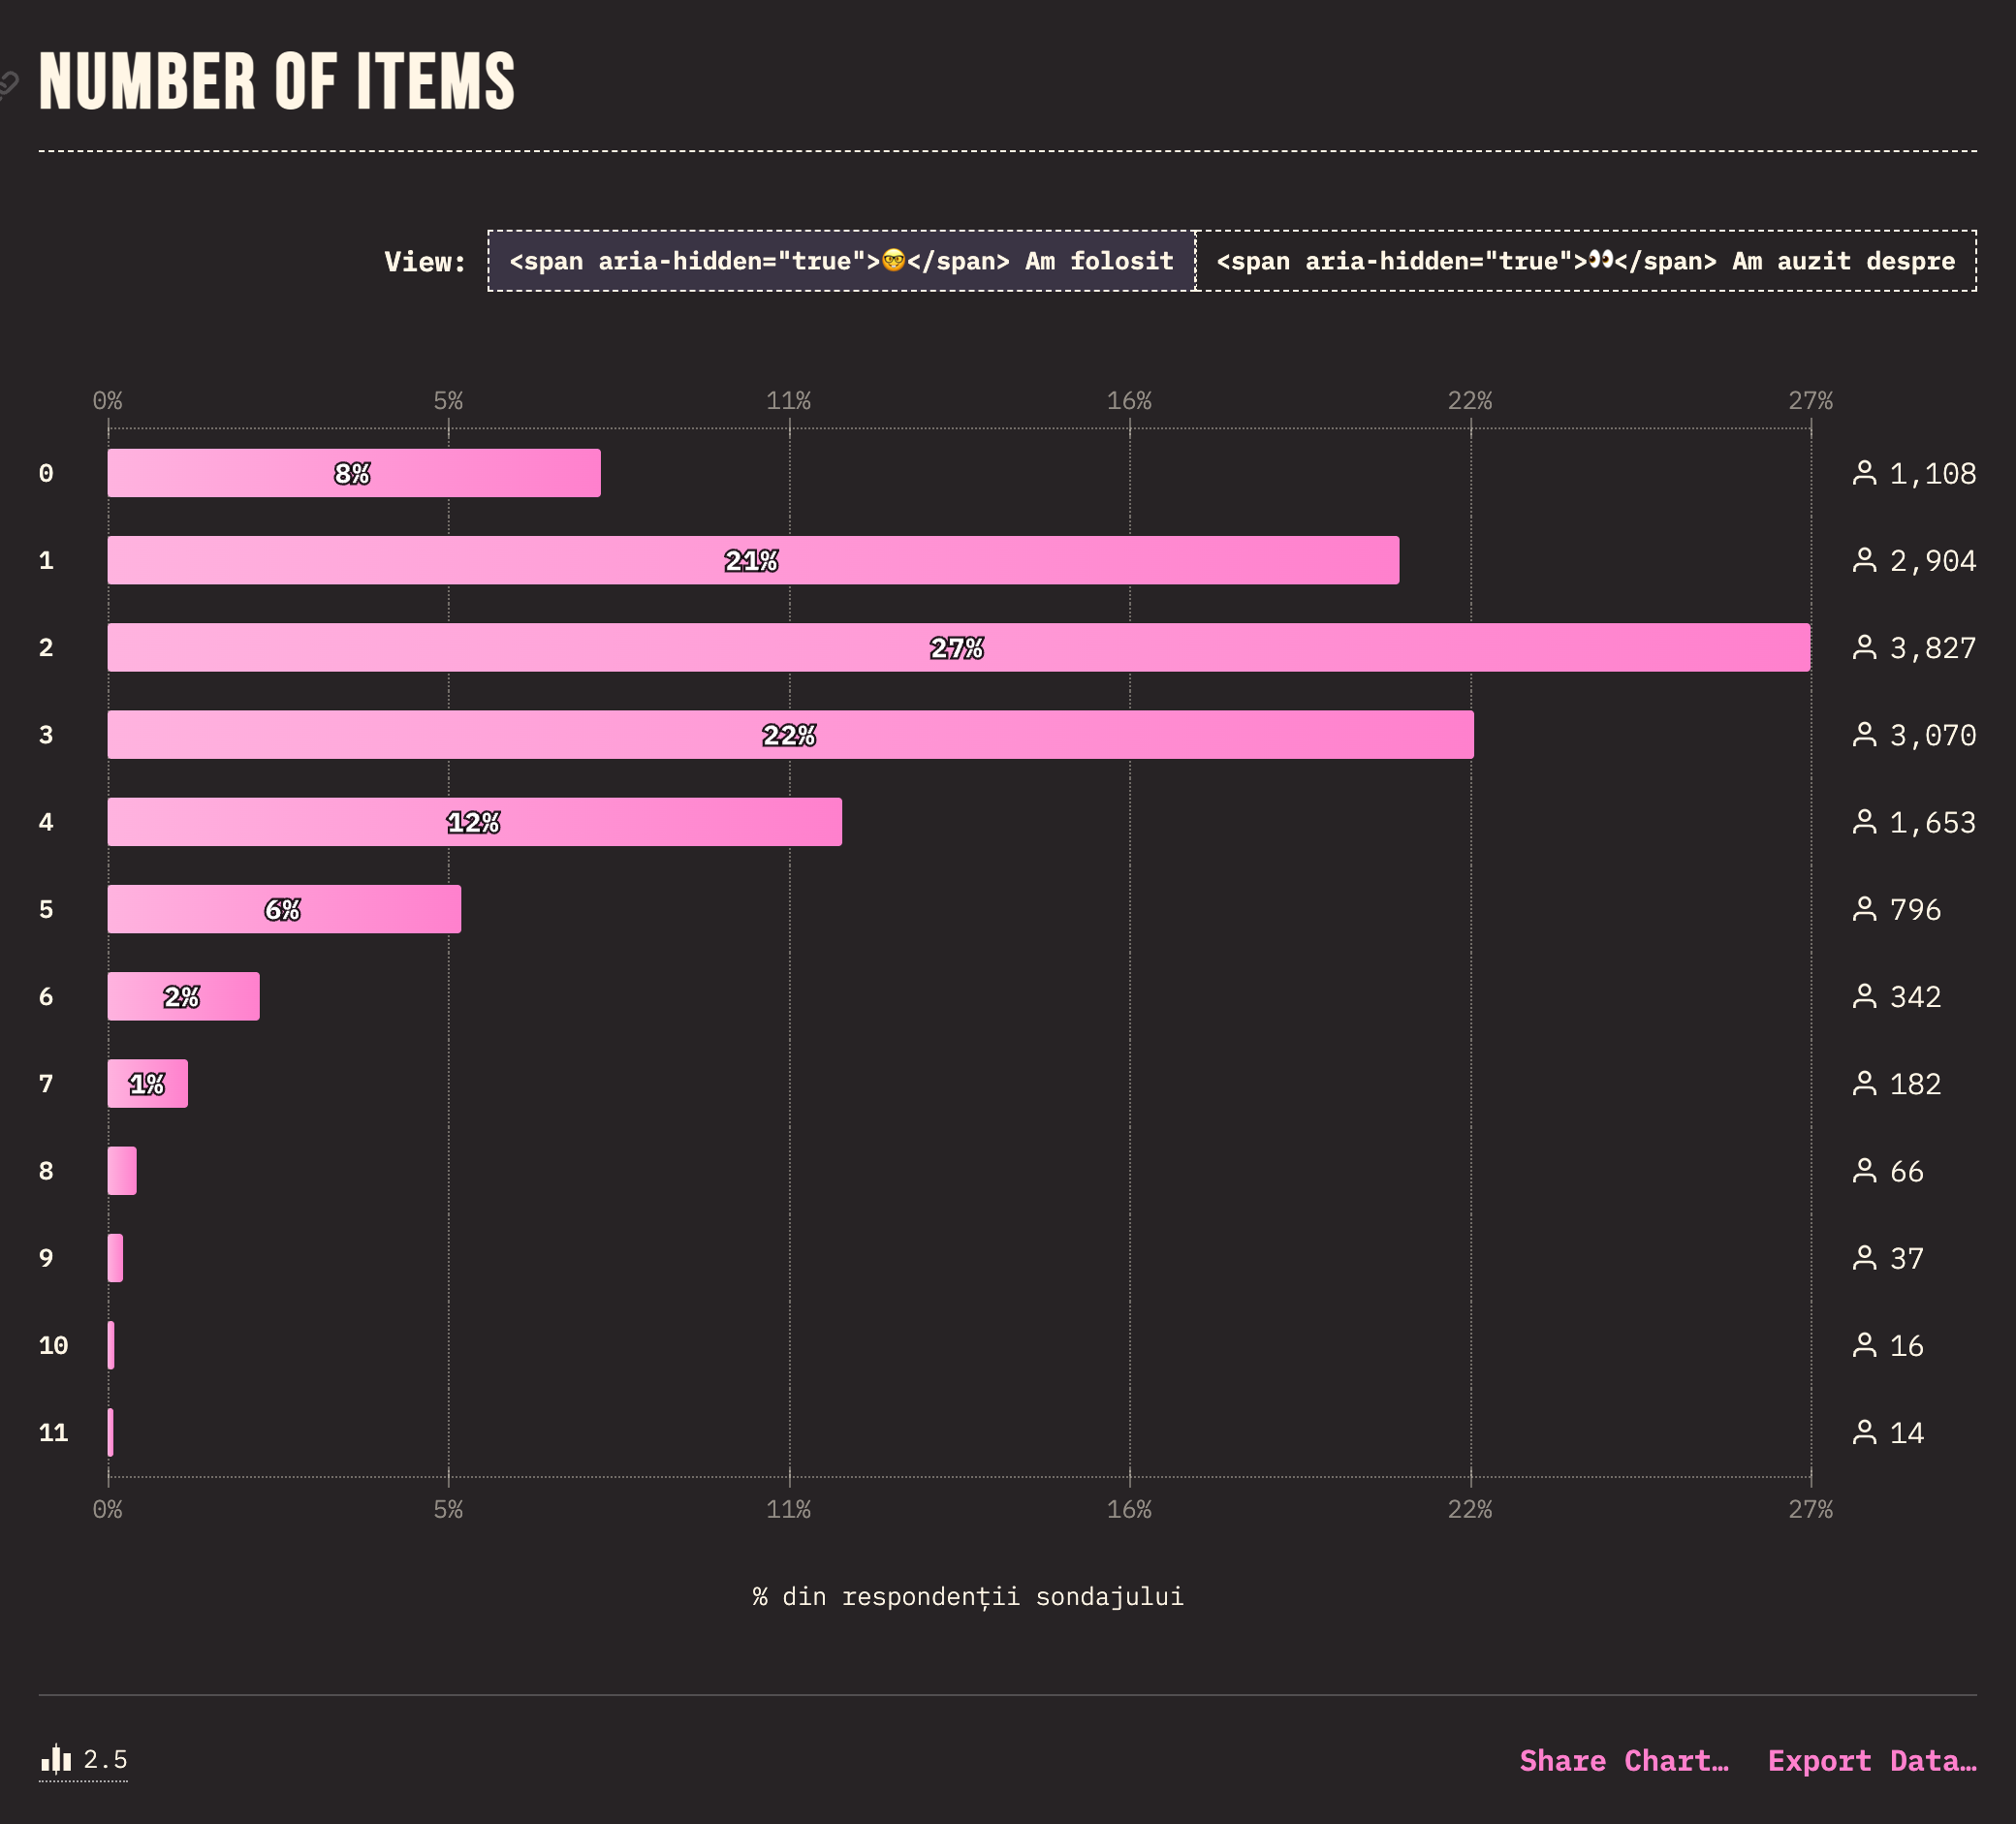 NUMBER OF ITEMS
View: <span aria-hidden="true">🤓</span> Am folosit <span aria-hidden="true">👀</span> Am auzit despre
0% 5% 11% 16% 22% 27%
0 8% 1,108
1 21% 2,904
2 27% 3,827
3 22% 3,070
4 12% 1,653
5 6% 796
6 2% 342
7 1% 182
8 66
9 37
10 16
11 14
0% 5% 11% 16% 22% 27%
% din respondenții sondajului
2.5 Share Chart… Export Data…